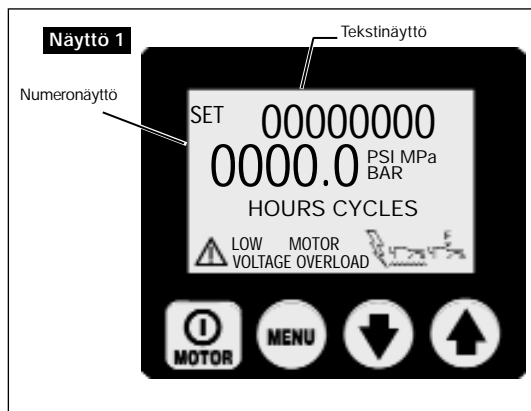 Näyttö 1
Tekstinäyttö
Numeronäyttö
SET 00000000
0000.0 PSI MPa
BAR
HOURS CYCLES
LOW MOTOR
VOLTAGE OVERLOAD
MOTOR
MENU